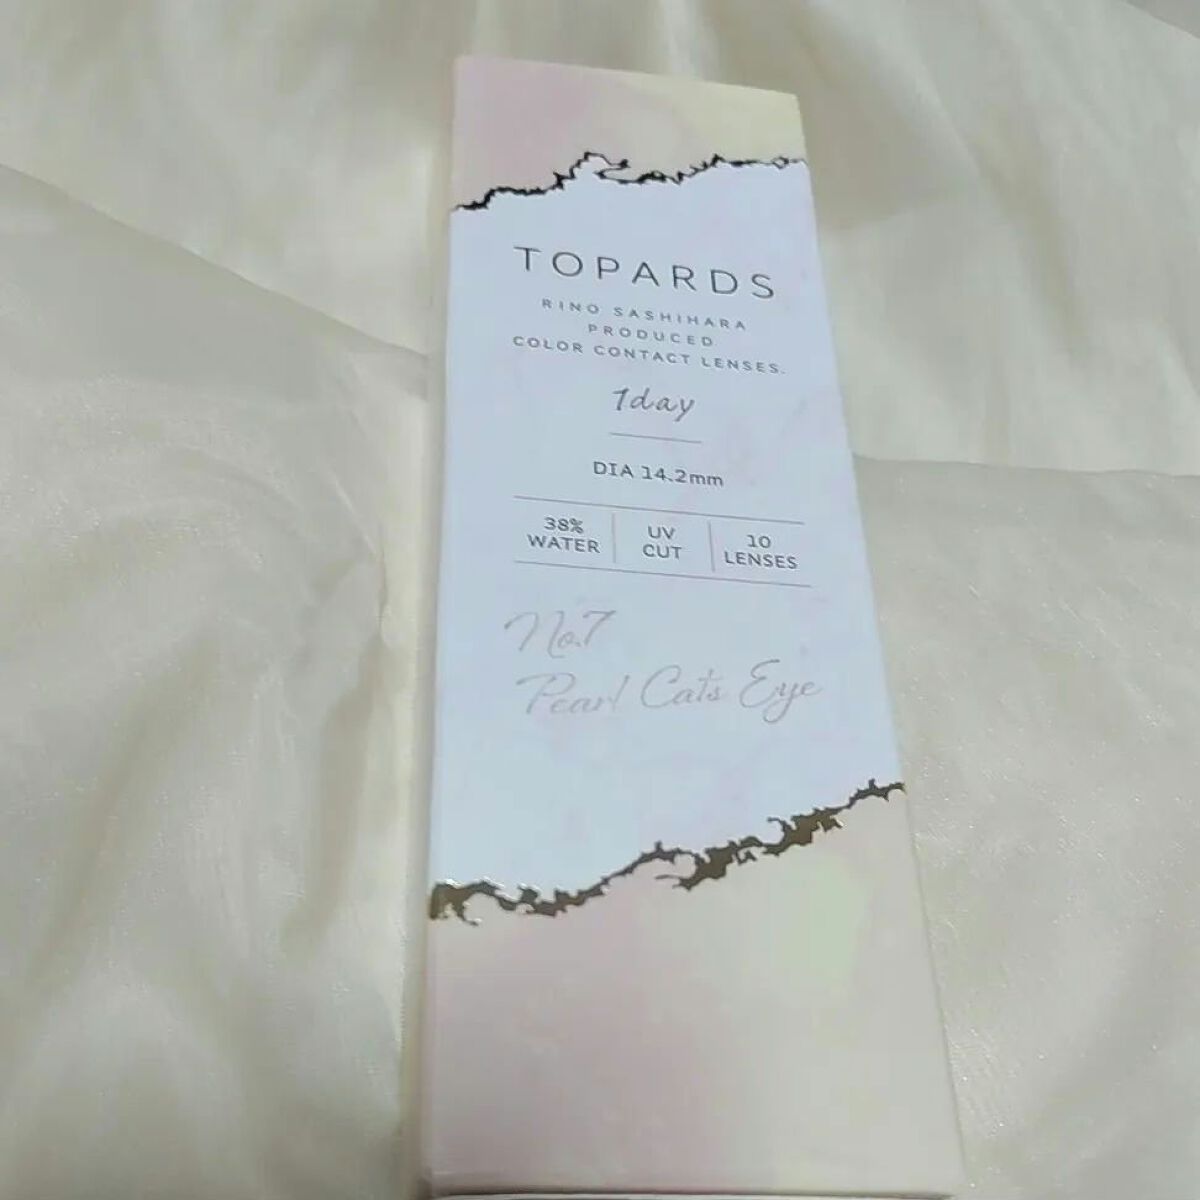 TOPARDS
RINO SASHIHARA
PRODUCED
COLOR CONTACT LENSES.
1day
DIA 14.2mm
38%
WATER
UV
CUT
10
LENSES
No.7
Pearl Cats Eye